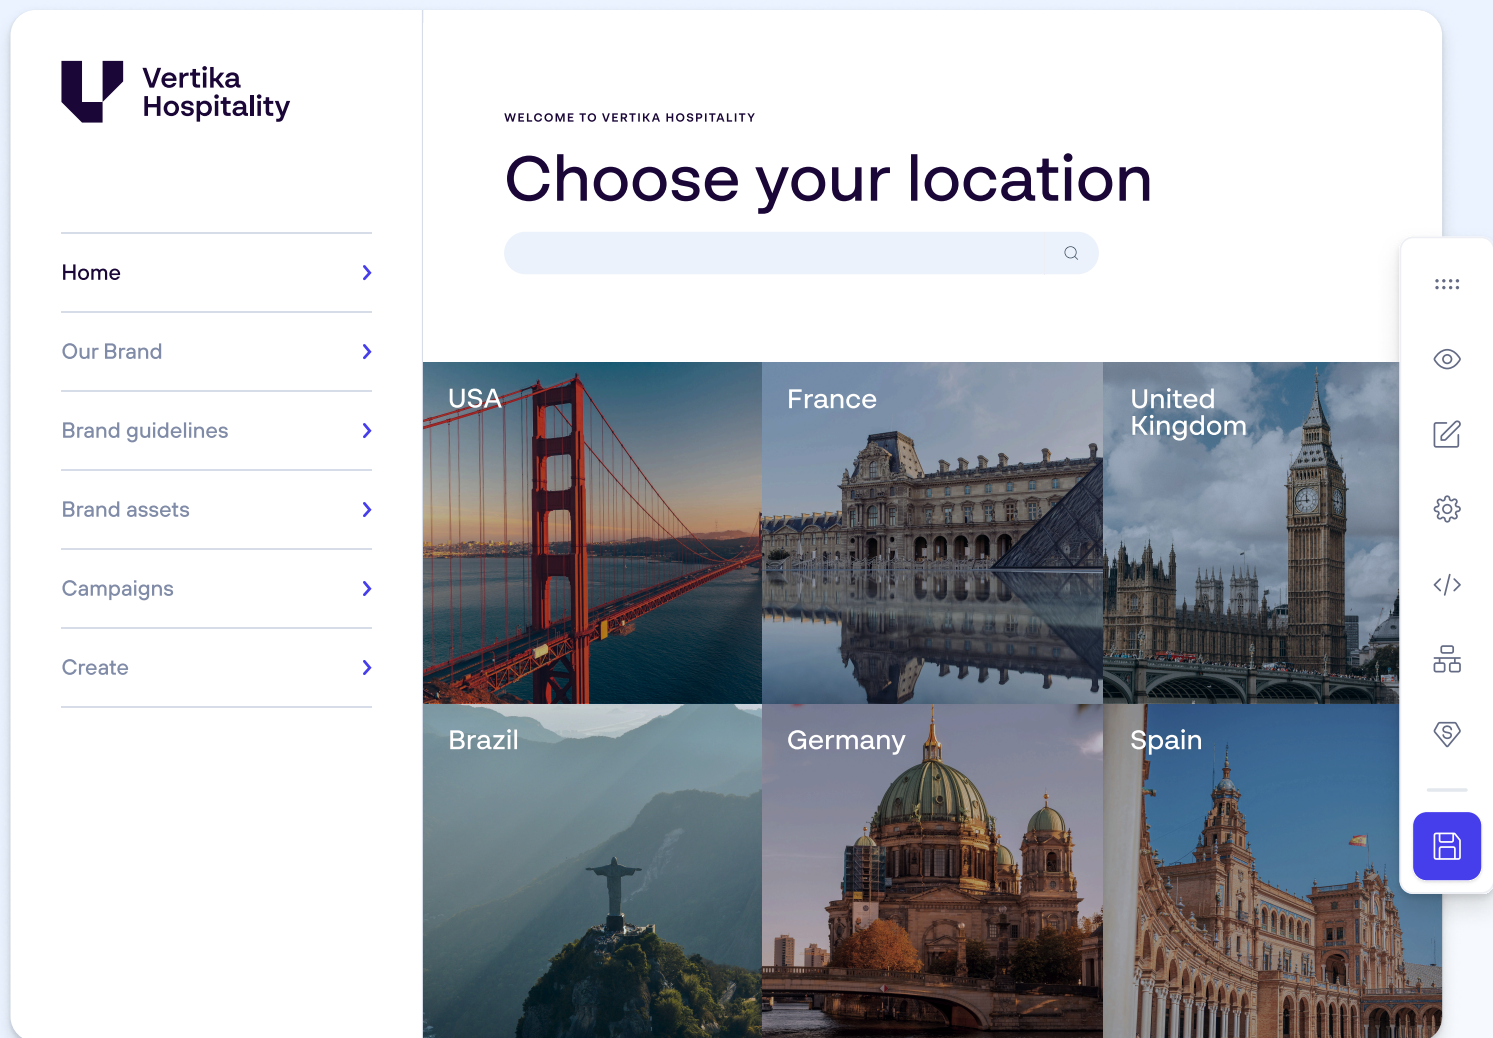 Vertika
Hospitality
Home
Our Brand
Brand guidelines
Brand assets
Campaigns
Create
WELCOME TO VERTIKA HOSPITALITY
Choose your location
USA
France
United
Kingdom
Brazil
Germany
Spain
S